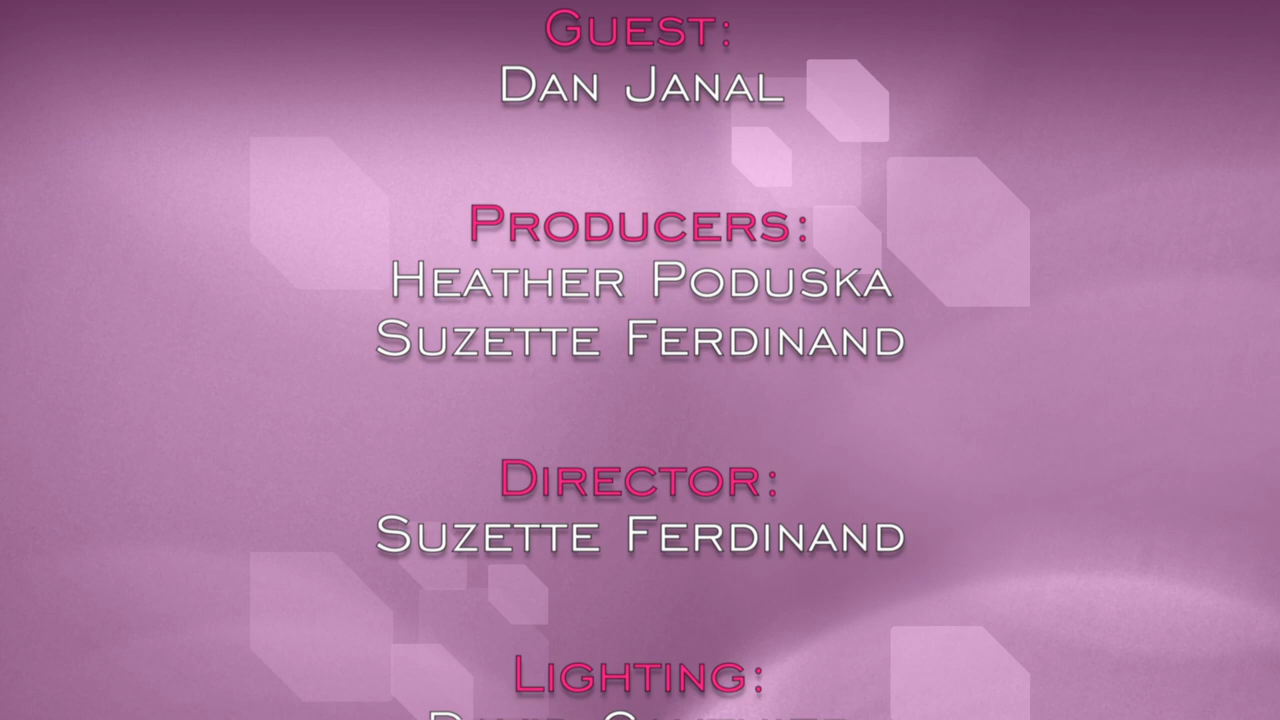 Guest:
Dan Janal
Producers:
Heather Poduska
Suzette Ferdinand
Director:
Suzette Ferdinand
Lighting: